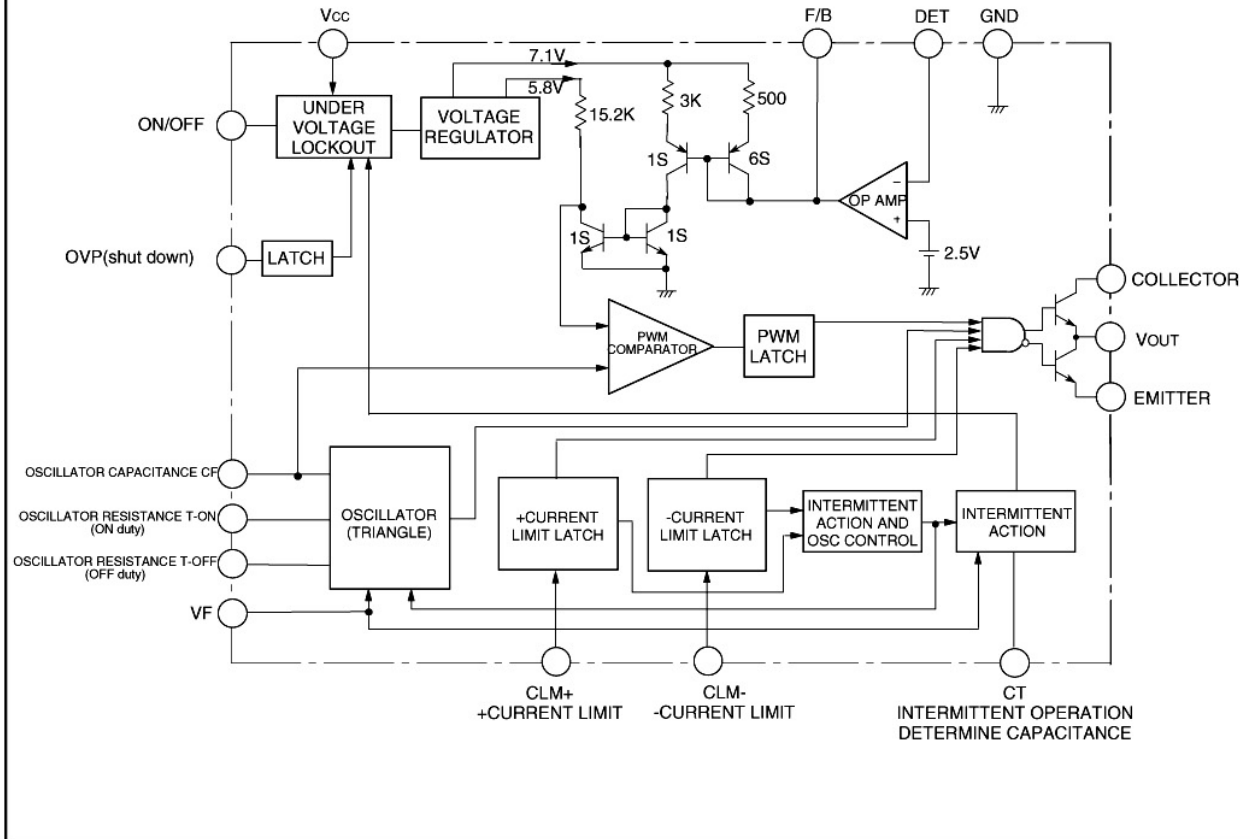 VCC
F/B
DET
GND
7.1V
5.8V
ON/OFF
UNDER
VOLTAGE
LOCKOUT
VOLTAGE
REGULATOR
15.2K
3K
500
1S
6S
OP AMP
−
+
2.5V
1S
1S
OVP(shut down)
LATCH
COLLECTOR
VOUT
EMITTER
PWM
COMPARATOR
PWM
LATCH
OSCILLATOR CAPACITANCE CF
OSCILLATOR RESISTANCE T-ON
(ON duty)
OSCILLATOR RESISTANCE T-OFF
(OFF duty)
VF
OSCILLATOR
(TRIANGLE)
+CURRENT
LIMIT LATCH
-CURRENT
LIMIT LATCH
INTERMITTENT
ACTION AND
OSC CONTROL
INTERMITTENT
ACTION
CLM+
+CURRENT LIMIT
CLM-
-CURRENT LIMIT
CT
INTERMITTENT OPERATION
DETERMINE CAPACITANCE